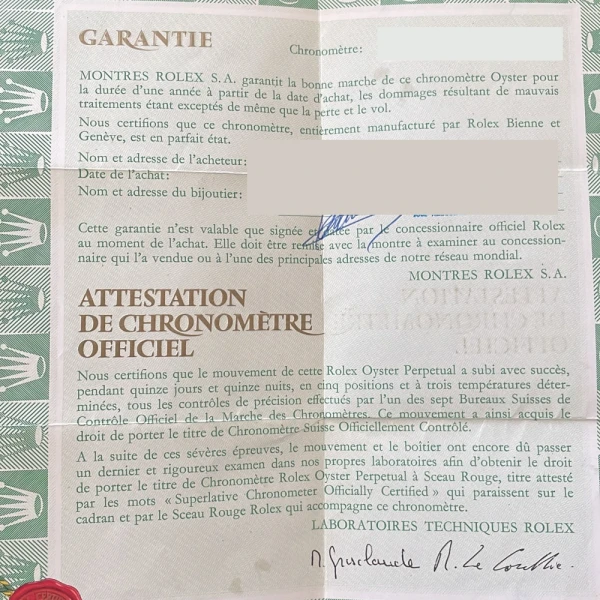 GARANTIE
Chronomètre:
MONTRES ROLEX S.A. garantit la bonne marche de ce chronomètre Oyster pour
la durée d'une année à partir de la date d'achat, les dommages résultant de mauvais
traitements étant exceptés de même que la perte et le vol.
Nous certifions que ce chronomètre, entièrement manufacturé par Rolex Bienne et
Genève, est en parfait état.
Nom et adresse de l'acheteur:
Date de l'achat:
Nom et adresse du bijoutier:
Cette garantie n'est valable que signée et datée par le concessionnaire officiel Rolex
au moment de l'achat. Elle doit être remise avec la montre à examiner au concession-
naire qui l'a vendue ou à l'une des principales adresses de notre réseau mondial.
MONTRES ROLEX S.A.
ATTESTATION
DE CHRONOMÈTRE
OFFICIEL
Nous certifions que le mouvement de cette Rolex Oyster Perpetual a subi avec succès,
pendant quinze jours et quinze nuits, en cinq positions et à trois températures déter-
minées, tous les contrôles de précision effectués par l'un des sept Bureaux Suisses de
Contrôle Officiel de la Marche des Chronomètres. Ce mouvement a ainsi acquis le
droit de porter le titre de Chronomètre Suisse Officiellement Contrôlé.
A la suite de ces sévères épreuves, le mouvement et le boîtier ont encore dû passer
un dernier et rigoureux examen dans nos propres laboratoires afin d'obtenir le droit
de porter le titre de Chronomètre Rolex Oyster Perpetual à Sceau Rouge, titre attesté
par les mots « Superlative Chronometer Officially Certified » qui paraissent sur le
cadran et par le Sceau Rouge Rolex qui accompagne ce chronomètre.
LABORATOIRES TECHNIQUES ROLEX